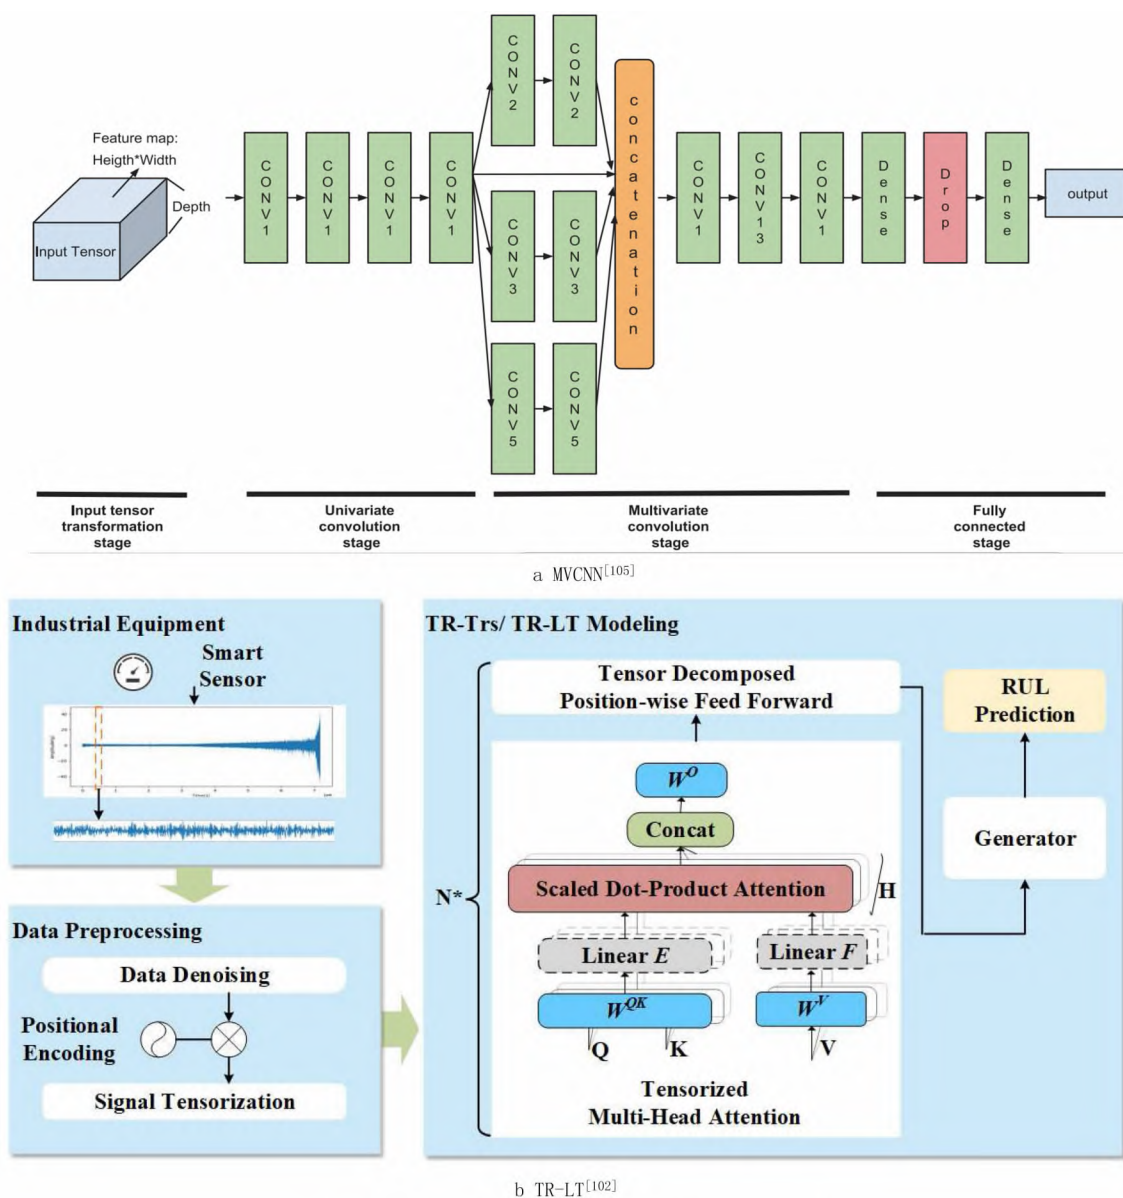 Feature map:
Heigth*Width
Depth
Input Tensor
CONV1
CONV1
CONV1
CONV1
CONV2
CONV2
CONV3
CONV3
CONV5
CONV5
concatenation
CONV1
CONV13
CONV1
Dense
Drop
Dense
output
Input tensor
transformation
stage
Univariate
convolution
stage
Multivariate
convolution
stage
Fully
connected
stage
a MVCNN[105]
Industrial Equipment
Smart
Sensor
Data Preprocessing
Data Denoising
Positional
Encoding
Signal Tensorization
TR-Trs/ TR-LT Modeling
Tensor Decomposed
Position-wise Feed Forward
W^O
Concat
Scaled Dot-Product Attention
H
N*
Linear E
Linear F
W^QK
W^V
Q
K
V
Tensorized
Multi-Head Attention
RUL
Prediction
Generator
b TR-LT[102]